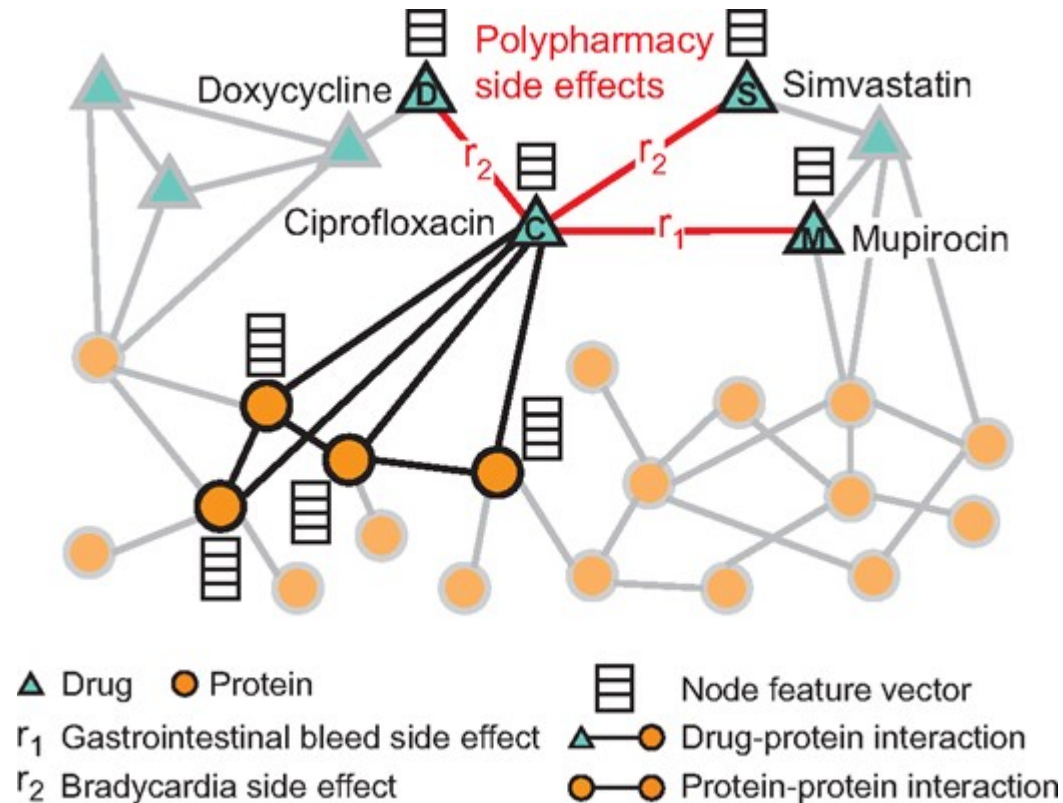 Polypharmacy
side effects
Doxycycline
D
S
Simvastatin
r2
r2
Ciprofloxacin
C
r1
M
Mupirocin
Drug
Protein
Node feature vector
r1 Gastrointestinal bleed side effect
Drug-protein interaction
r2 Bradycardia side effect
Protein-protein interaction